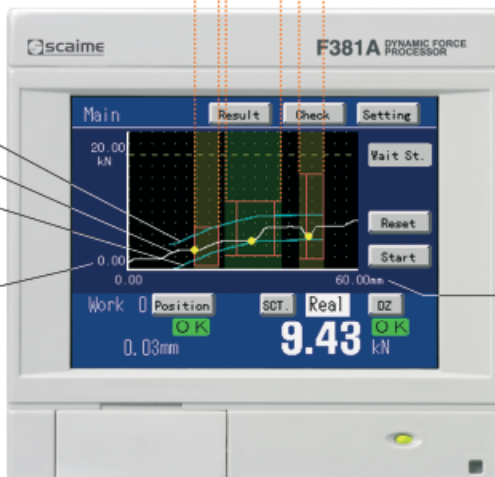 scaime
F381A DYNAMIC FORCE PROCESSOR
Main Result Check Setting
20.00
kN
Wait St.
Reset
0.00
Start
0.00 60.00mm
Work 0 Position SCT. Real DZ
OK OK
0.03mm 9.43 kN